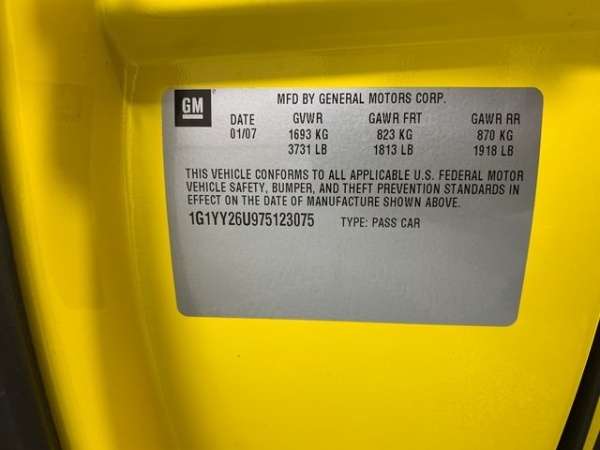 GM MFD BY GENERAL MOTORS CORP.
DATE GVWR GAWR FRT GAWR RR
01/07 1693 KG 823 KG 870 KG
3731 LB 1813 LB 1918 LB
THIS VEHICLE CONFORMS TO ALL APPLICABLE U.S. FEDERAL MOTOR
VEHICLE SAFETY, BUMPER, AND THEFT PREVENTION STANDARDS IN
EFFECT ON THE DATE OF MANUFACTURE SHOWN ABOVE.
1G1YY26U975123075 TYPE: PASS CAR